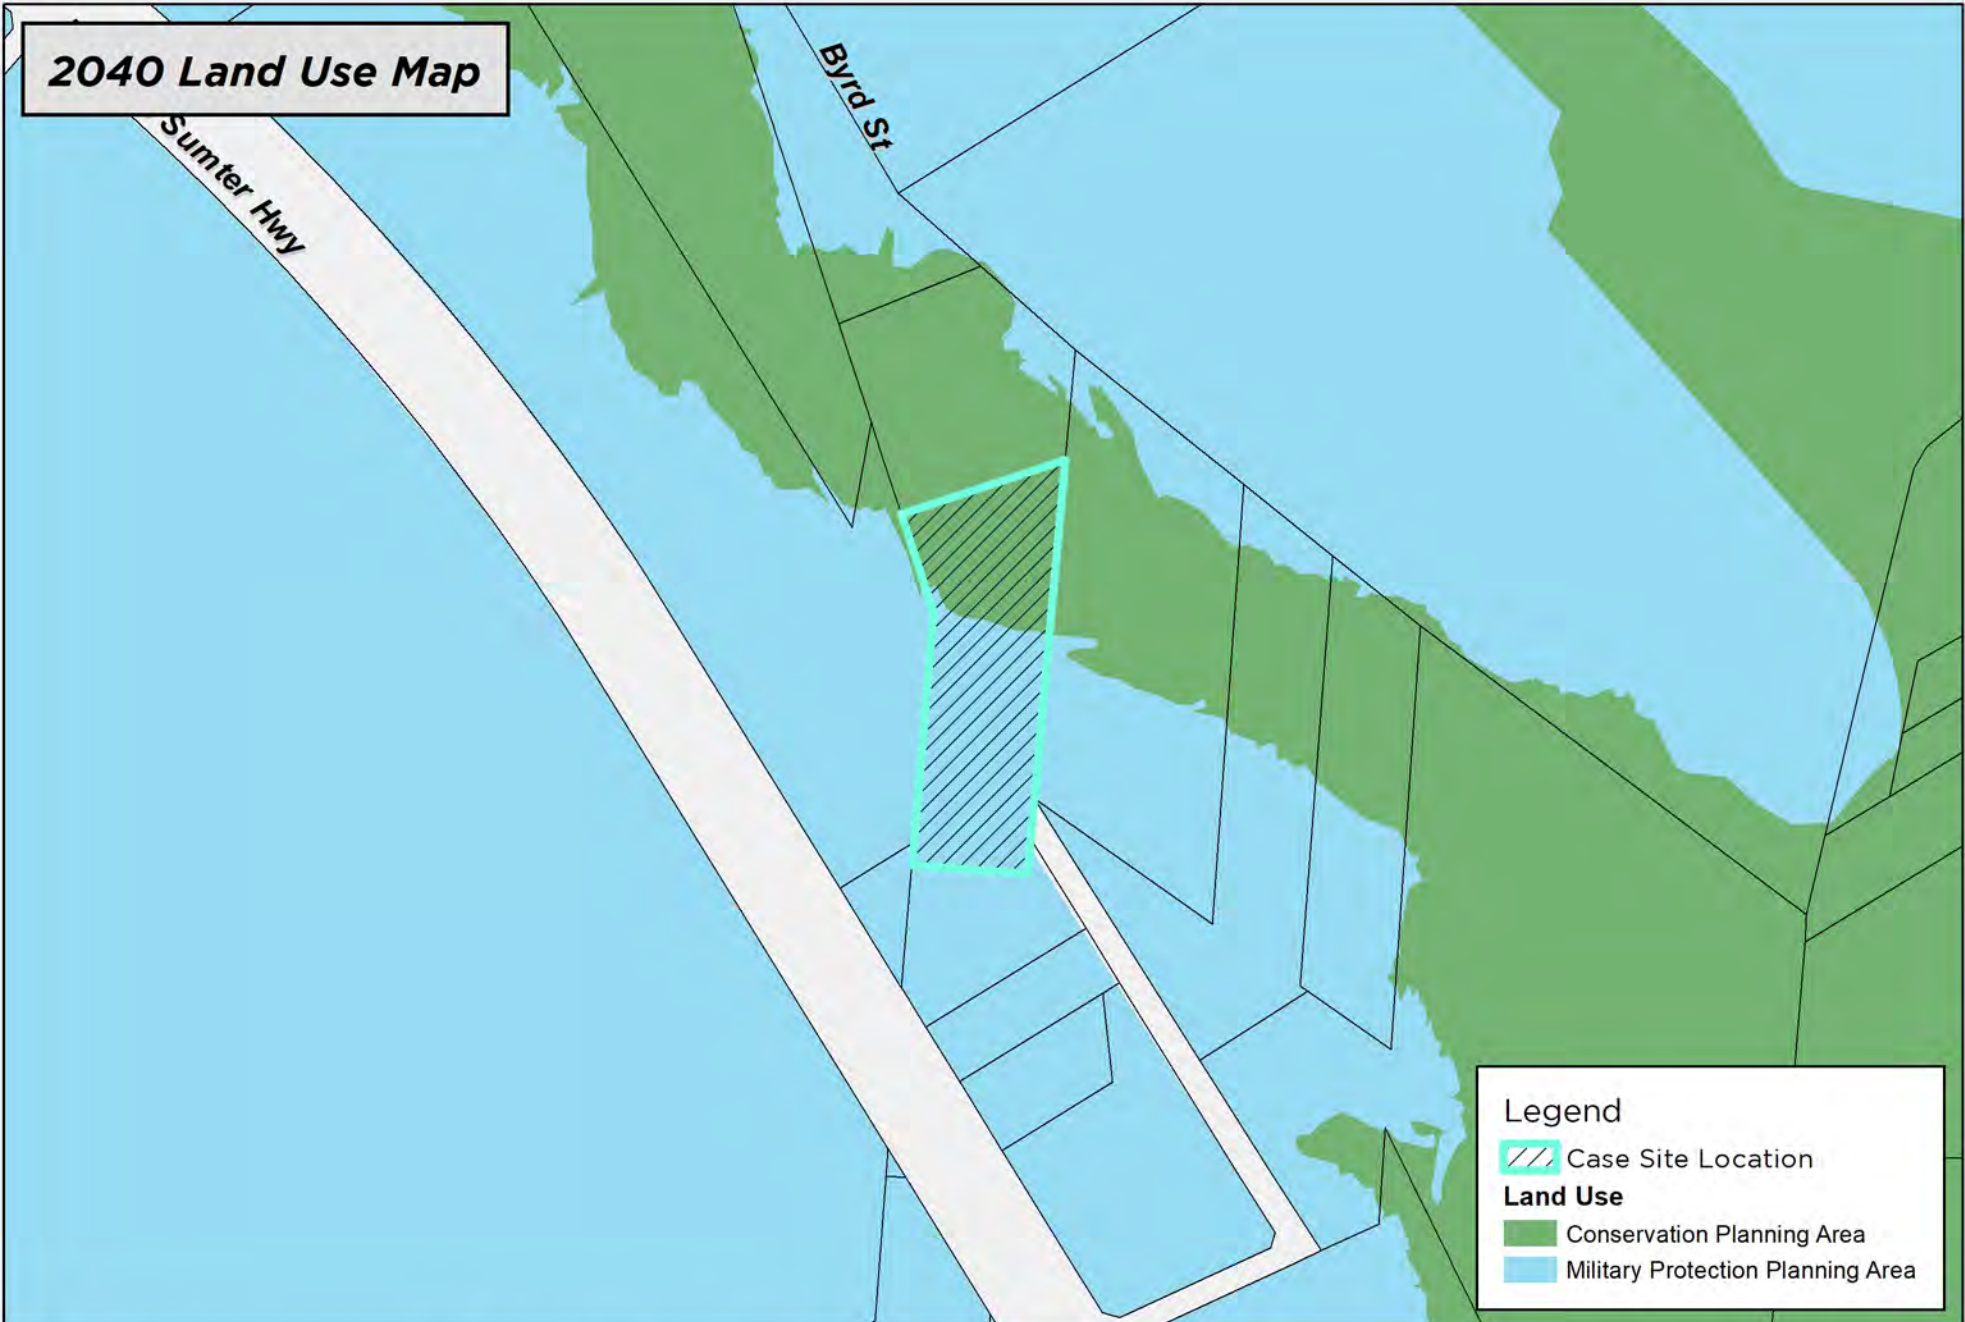 2040 Land Use Map
Sumter Hwy
Byrd St
Legend
Case Site Location
Land Use
Conservation Planning Area
Military Protection Planning Area